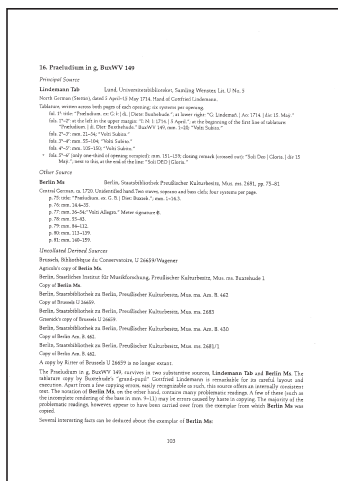 16. Praeludium in g, BuxWV 149
Principal Source
Lindemann Tab Lund, Universitetsbiblioteket, Samling Wenster, Lit. U No. 5
North German (Stettin), dated 5 April–13 May 1714. Hand of Gottfried Lindemann.
Tablature, written across both pages of each opening; six systems per opening.
fol. 1ʳ: title: "Praeludium. ex: G♭ | di | Dieter: Buxtehude.", at lower right: "G. Lindemañ | Ao: 1714. | die 13. May."
fols. 1ᵛ–2ʳ at the left in the upper margin: "I: N: I: 1714. | 5 April.", at the beginning of the first line of tablature:
"Praeludium | di. Diet: Buxthehude." BuxWV 149, mm. 1–20; "Volti Subito."
fols. 2ᵛ–3ʳ: mm. 21–54; "Volti Subito."
fols. 3ᵛ–4ʳ: mm. 55–104; "Volti Subito."
fols. 4ᵛ–5ʳ: mm. 105–150; "Volti Subito."
fols. 5ᵛ–6ʳ (only one-third of opening occupied): mm. 151–159; closing remark (crossed out): "Soli Deo | Gloria. | die 13
May.", next to this, at the end of the line: "Soli DEO | Gloria."
Other Source
Berlin Ms Berlin, Staatsbibliothek Preußischer Kulturbesitz, Mus. ms. 2681, pp. 75–81
Central German, ca. 1720. Unidentified hand. Two staves, soprano and bass clefs; four systems per page.
p. 75: title: "Praeludium. ex. G. B. | Diet: Buxteh."; mm. 1–14.3.
p. 76: mm. 14.4–35.
p. 77: mm. 36–54; "Volti Allegro." Meter signature ¢.
p. 78: mm. 55–83.
p. 79: mm. 84–112.
p. 80: mm. 113–139.
p. 81: mm. 140–159.
Uncollated Derived Sources
Brussels, Bibliothèque du Conservatoire, U 26659/Wagener
Agricola's copy of Berlin Ms.
Berlin, Staatliches Institut für Musikforschung, Preußischer Kulturbesitz, Mus. ms. Buxtehude 1
Copy of Berlin Ms.
Berlin, Staatsbibliothek zu Berlin, Preußischer Kulturbesitz, Mus. ms. Am. B. 462
Copy of Brussels U 26659.
Berlin, Staatsbibliothek zu Berlin, Preußischer Kulturbesitz, Mus. ms. 2683
Copy of Brussels U 26659.
Berlin, Staatsbibliothek zu Berlin, Preußischer Kulturbesitz, Mus. ms. Am. B. 430
Copy of Berlin Am. B. 462.
Berlin, Staatsbibliothek zu Berlin, Preußischer Kulturbesitz, Mus. ms. 2681/1
Copy of Berlin Am. B. 462.
A copy by Ritter of Brussels U 26659 is no longer extant.
The Praeludium in g, BuxWV 149, survives in two substantive sources, Lindemann Tab and Berlin Ms. The
tablature copy by Buxtehude's "grand-pupil" Gottfried Lindemann is remarkable for its careful layout and
execution. Apart from a few copying errors, easily recognizable as such, this source offers an internally consistent
text. The notation of Berlin Ms, on the other hand, contains many problematic readings. A few of these (such as
the incomplete rendering of the bass in mm. 9–11) may be errors caused by haste in copying. The majority of the
problematic readings, however, appear to have been carried over from the exemplar from which Berlin Ms was
copied.
Several interesting facts can be deduced about the exemplar of Berlin Ms:
103